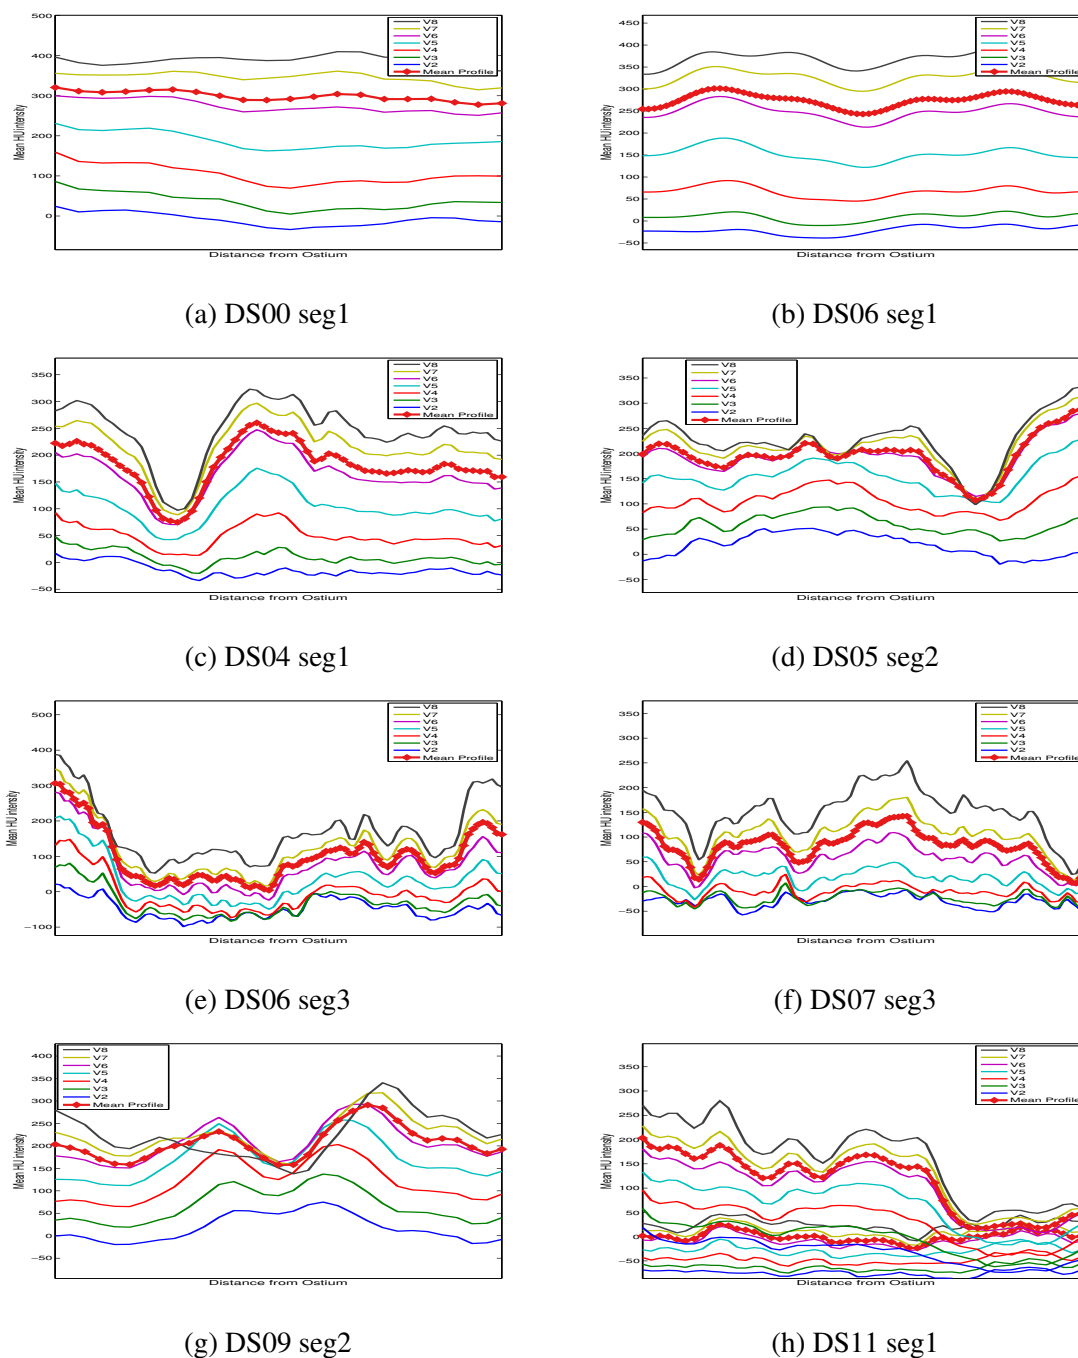 500
400
300
200
100
0
Mean HU intensity
V8
V7
V6
V5
V4
V3
V2
Mean Profile
Distance from Ostium
(a) DS00 seg1
450
400
350
300
250
200
150
100
50
0
−50
Mean HU intensity
V8
V7
V6
V5
V4
V3
V2
Mean Profile
Distance from Ostium
(b) DS06 seg1
350
300
250
200
150
100
50
0
−50
Mean HU intensity
V8
V7
V6
V5
V4
V3
V2
Mean Profile
Distance from Ostium
(c) DS04 seg1
350
300
250
200
150
100
50
0
−50
Mean HU intensity
V8
V7
V6
V5
V4
V3
V2
Mean Profile
Distance from Ostium
(d) DS05 seg2
500
400
300
200
100
0
−100
Mean HU intensity
V8
V7
V6
V5
V4
V3
V2
Mean Profile
Distance from Ostium
(e) DS06 seg3
350
300
250
200
150
100
50
0
−50
Mean HU intensity
V8
V7
V6
V5
V4
V3
V2
Mean Profile
Distance from Ostium
(f) DS07 seg3
400
350
300
250
200
150
100
50
0
−50
Mean HU intensity
V8
V7
V6
V5
V4
V3
V2
Mean Profile
Distance from Ostium
(g) DS09 seg2
350
300
250
200
150
100
50
0
−50
Mean HU intensity
V8
V7
V6
V5
V4
V3
V2
Mean Profile
Distance from Ostium
(h) DS11 seg1